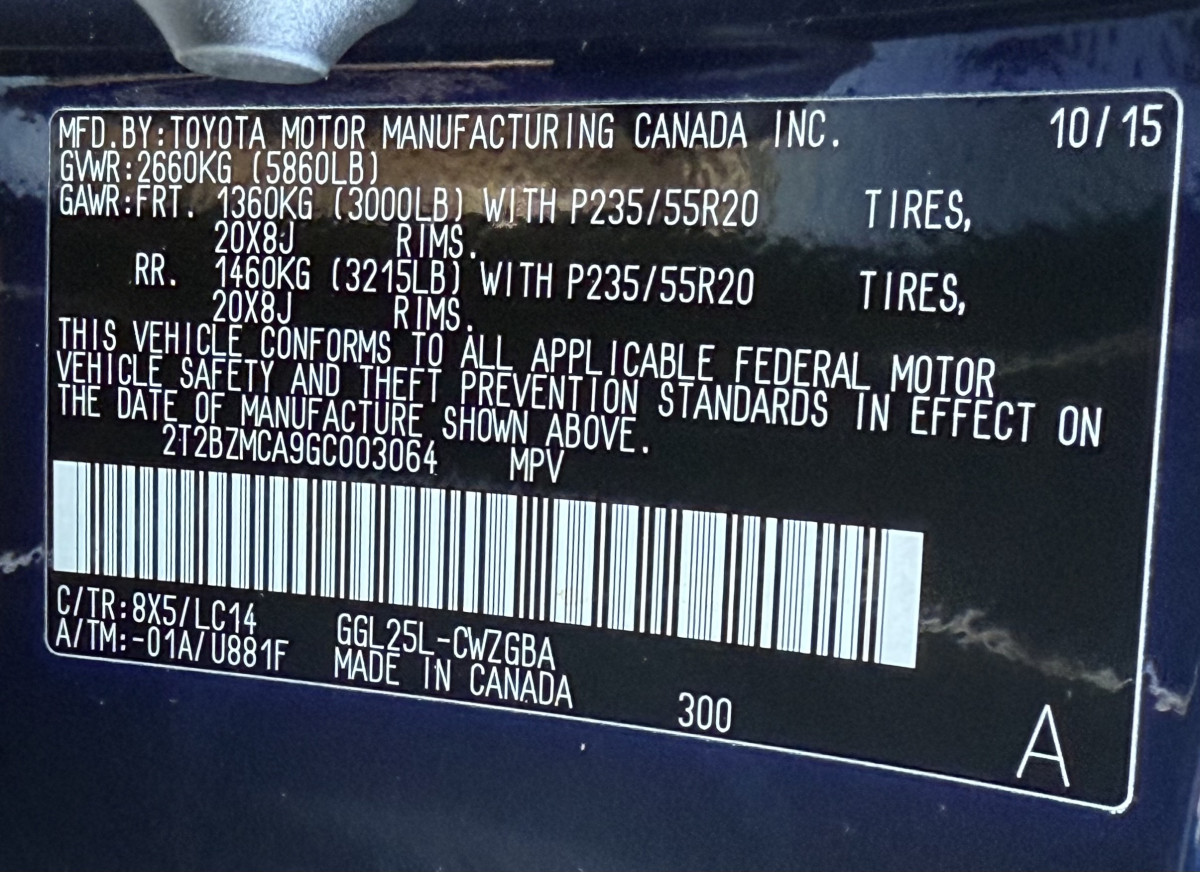 MFD.BY:TOYOTA MOTOR MANUFACTURING CANADA INC. 10/15
GVWR:2660KG (5860LB)
GAWR:FRT. 1360KG (3000LB) WITH P235/55R20 TIRES,
20X8J RIMS.
RR. 1460KG (3215LB) WITH P235/55R20 TIRES,
20X8J RIMS.
THIS VEHICLE CONFORMS TO ALL APPLICABLE FEDERAL MOTOR
VEHICLE SAFETY AND THEFT PREVENTION STANDARDS IN EFFECT ON
THE DATE OF MANUFACTURE SHOWN ABOVE.
2T2BZMCA9GC003064 MPV
C/TR:8X5/LC14 GGL25L-CWZGBA
A/TM:-01A/U881F MADE IN CANADA
300
A